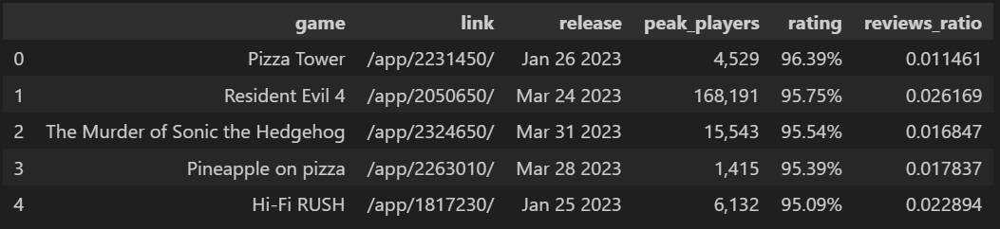 game link release peak_players rating reviews_ratio
0 Pizza Tower /app/2231450/ Jan 26 2023 4,529 96.39% 0.011461
1 Resident Evil 4 /app/2050650/ Mar 24 2023 168,191 95.75% 0.026169
2 The Murder of Sonic the Hedgehog /app/2324650/ Mar 31 2023 15,543 95.54% 0.016847
3 Pineapple on pizza /app/2263010/ Mar 28 2023 1,415 95.39% 0.017837
4 Hi-Fi RUSH /app/1817230/ Jan 25 2023 6,132 95.09% 0.022894